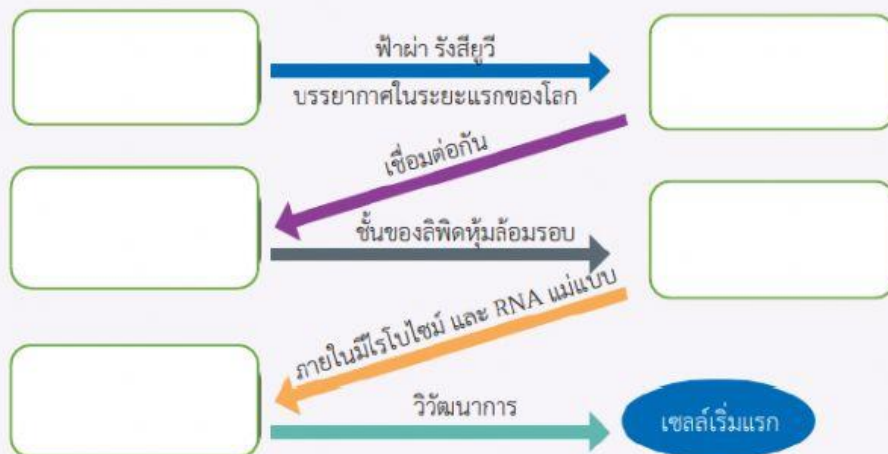 ฟ้าผ่า รังสียูวี
บรรยากาศในระยะแรกของโลก
เชื่อมต่อกัน
ชั้นของลิพิดหุ้มล้อมรอบ
ภายในมีไรโบไซม์ และ RNA แม่แบบ
วิวัฒนาการ
เซลล์เริ่มแรก